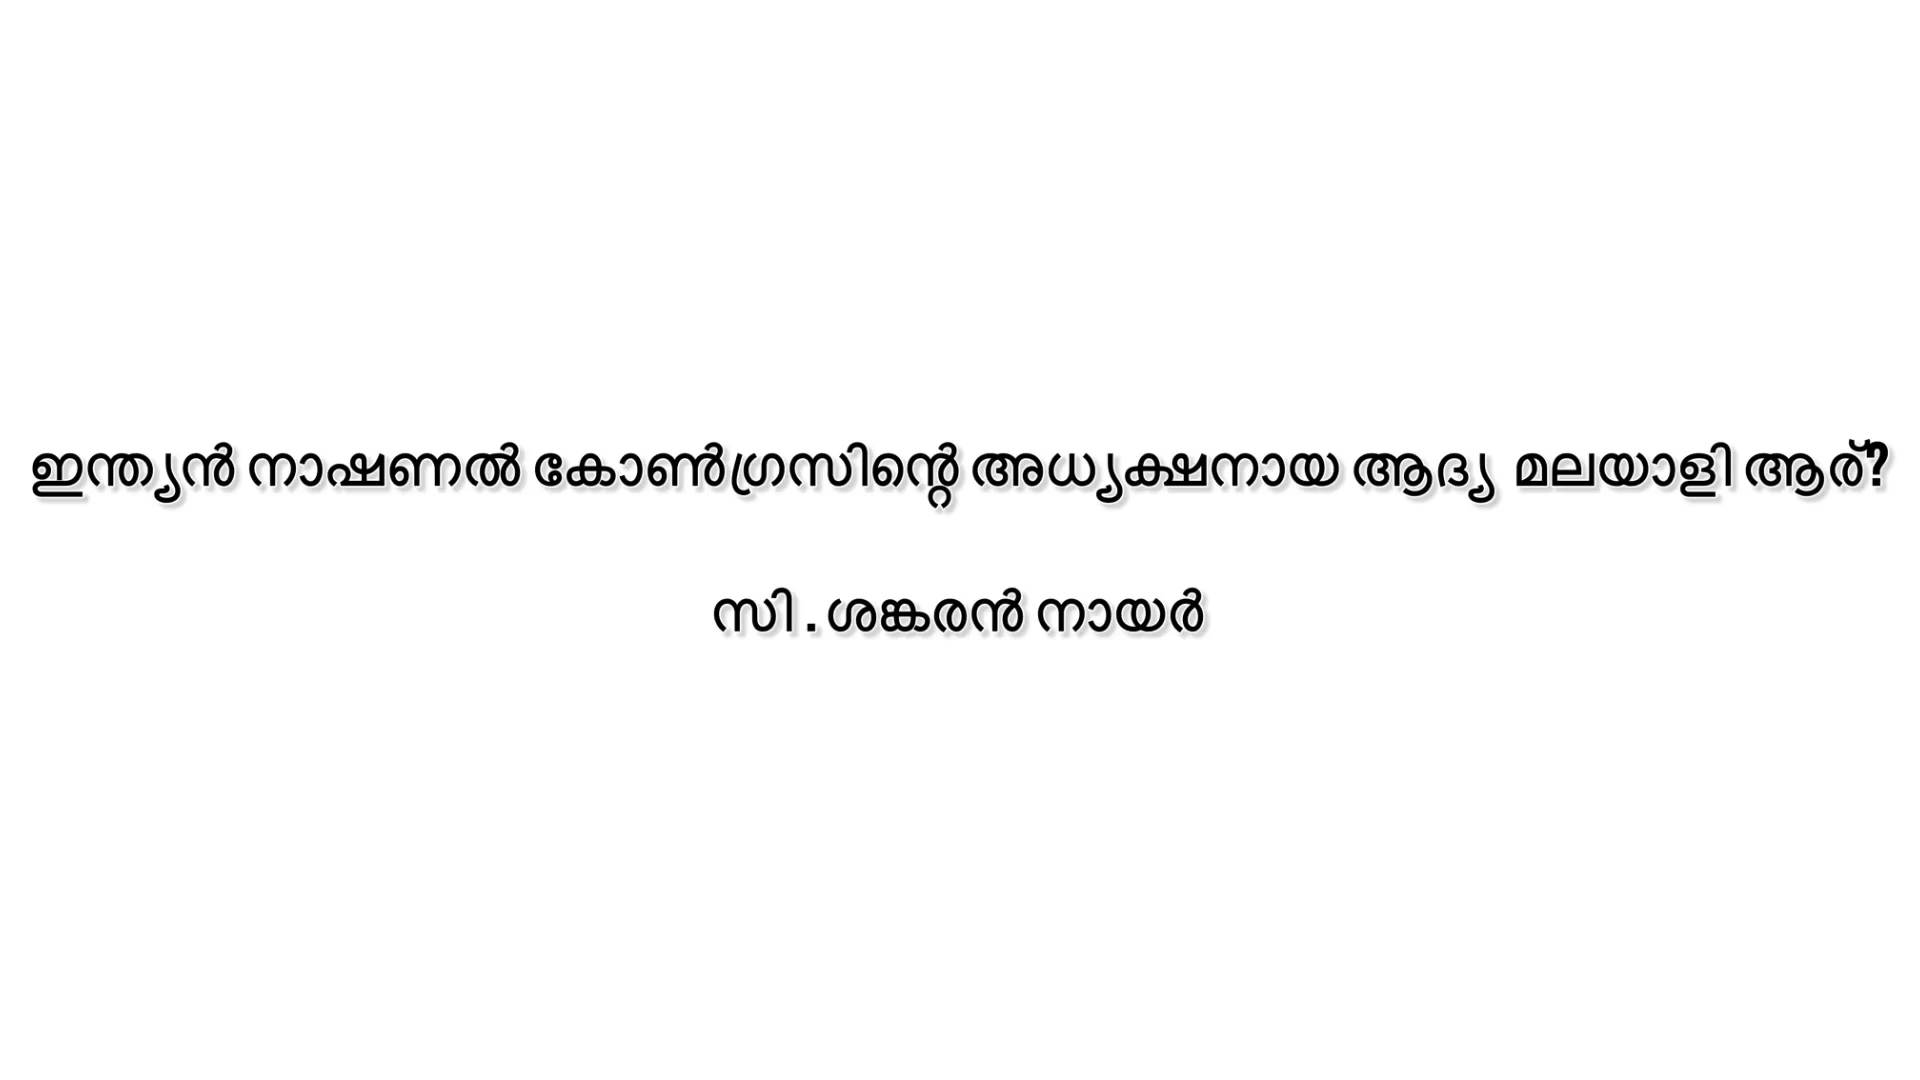 ഇന്ത്യൻ നാഷണൽ കോൺഗ്രസിന്റെ അധ്യക്ഷനായ ആദ്യ മലയാളി ആര്?
സി . ശങ്കരൻ നായർ